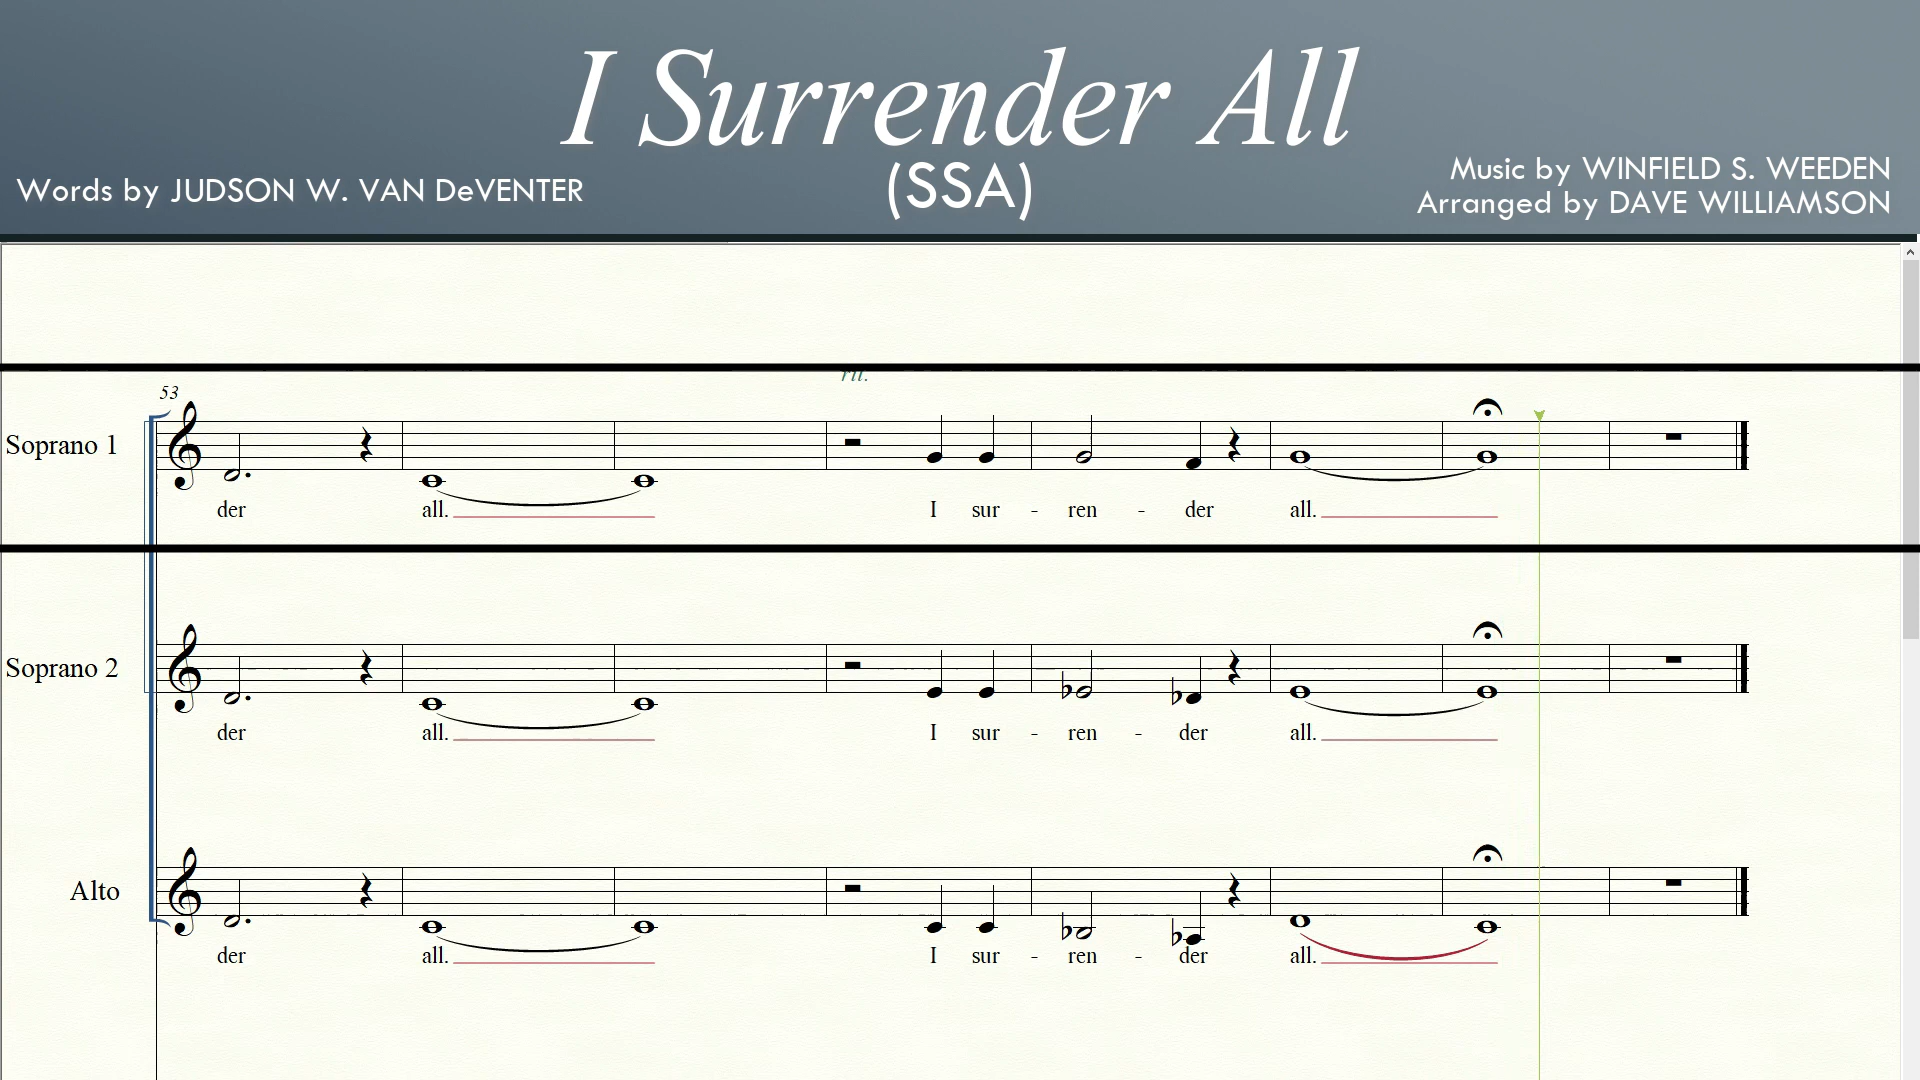 I Surrender All
(SSA)
Words by JUDSON W. VAN DeVENTER
Music by WINFIELD S. WEEDEN
Arranged by DAVE WILLIAMSON
rit.
53
Soprano 1
der all. I sur - ren - der all.
Soprano 2
der all. I sur - ren - der all.
Alto
der all. I sur - ren - der all.